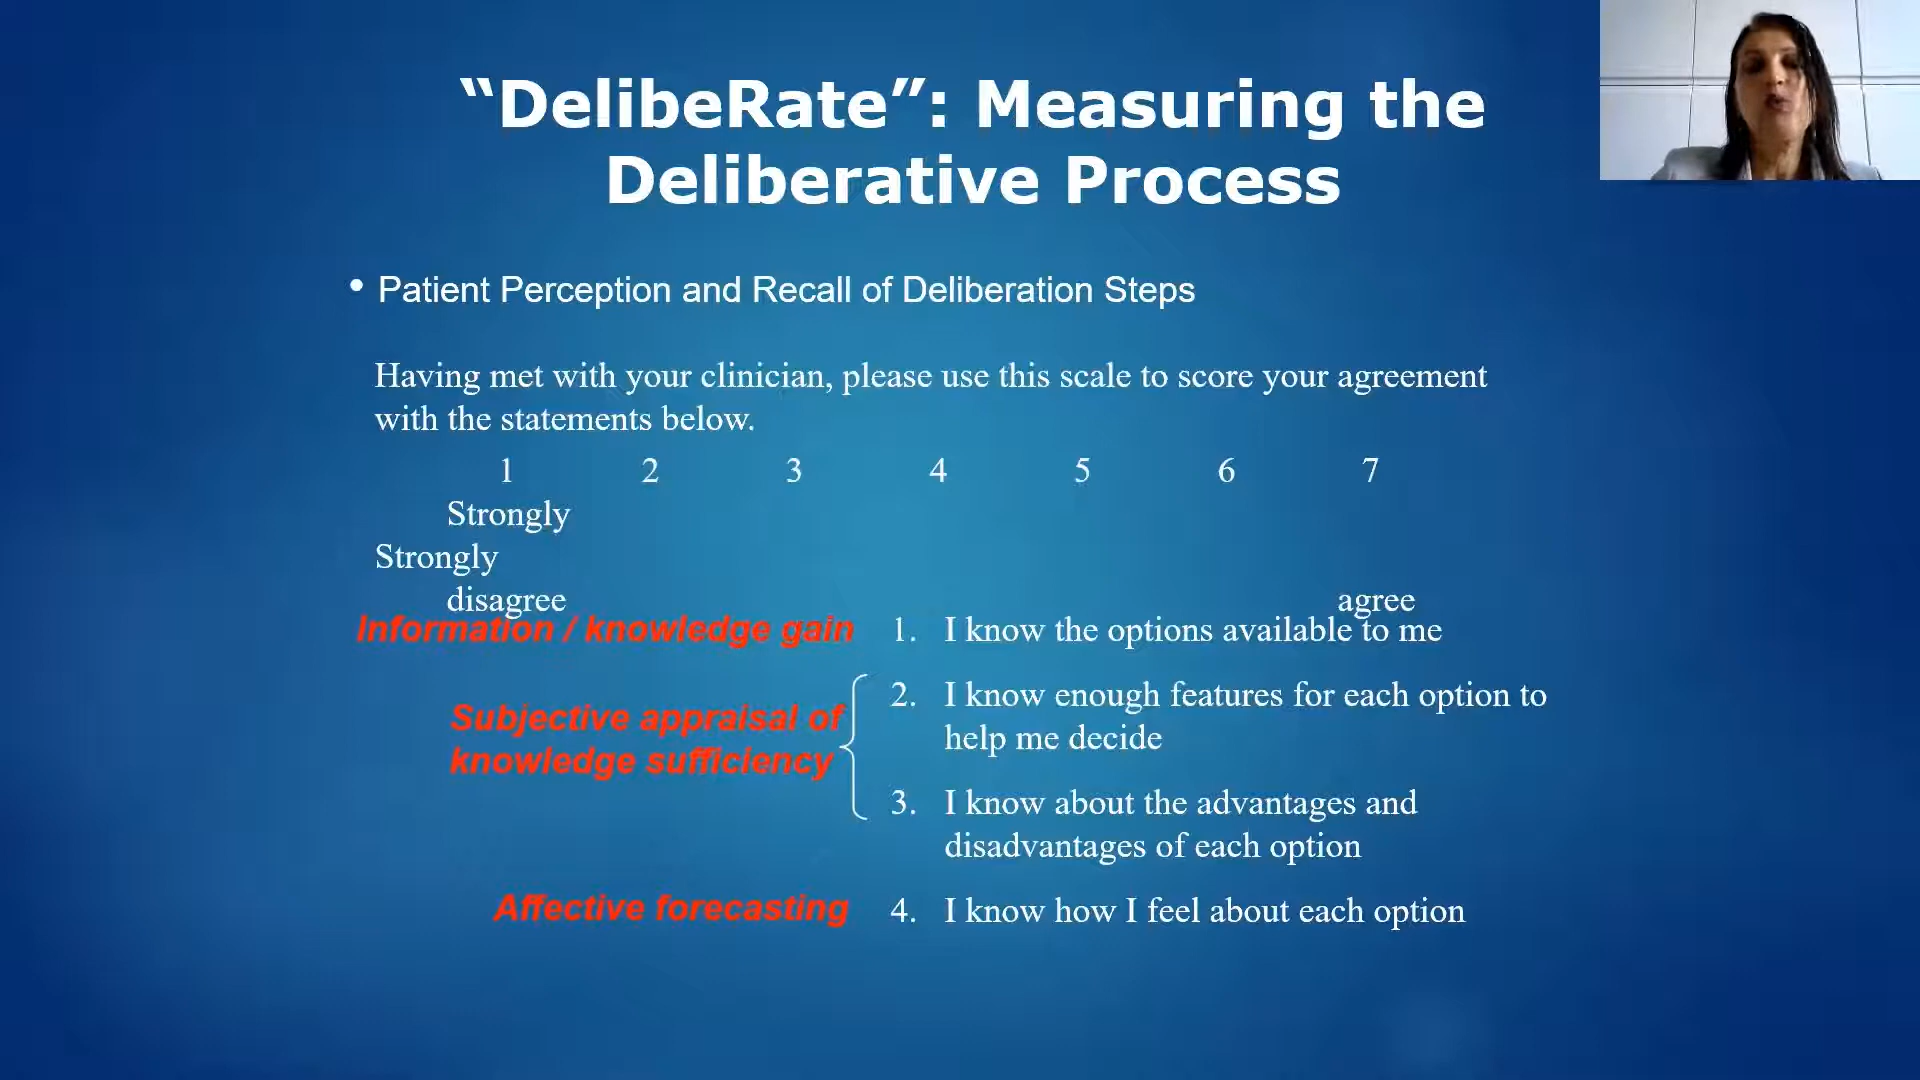 “DelibeRate”: Measuring the
Deliberative Process
• Patient Perception and Recall of Deliberation Steps
Having met with your clinician, please use this scale to score your agreement
with the statements below.
1 2 3 4 5 6 7
Strongly
Strongly
disagree agree
Information / knowledge gain 1. I know the options available to me
Subjective appraisal of
knowledge sufficiency
2. I know enough features for each option to
help me decide
3. I know about the advantages and
disadvantages of each option
Affective forecasting 4. I know how I feel about each option